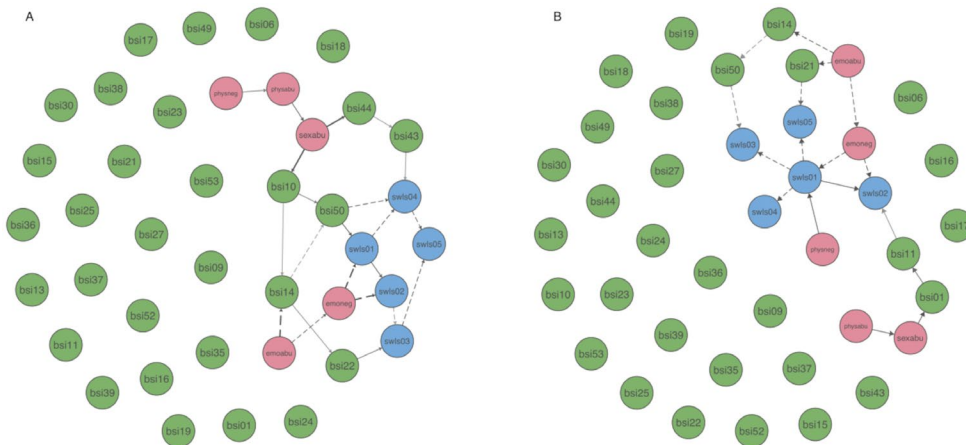 A
bsi17
bsi49
bsi06
bsi18
bsi30
bsi38
bsi23
physneg
physabu
bsi44
sexabu
bsi43
bsi15
bsi21
bsi53
bsi10
bsi50
swls04
bsi36
bsi25
bsi27
swls01
swls05
bsi13
bsi37
bsi09
bsi14
emoneg
swls02
bsi52
bsi11
bsi35
emoabu
swls03
bsi39
bsi16
bsi22
bsi19
bsi01
bsi24
B
bsi14
bsi19
bsi18
bsi50
bsi21
emoabu
bsi49
bsi38
swls05
bsi06
bsi30
bsi27
swls03
emoneg
bsi16
bsi44
swls01
swls02
bsi13
bsi24
swls04
bsi17
physneg
bsi11
bsi10
bsi23
bsi36
bsi01
bsi09
bsi53
bsi39
physabu
sexabu
bsi35
bsi37
bsi25
bsi43
bsi22
bsi52
bsi15